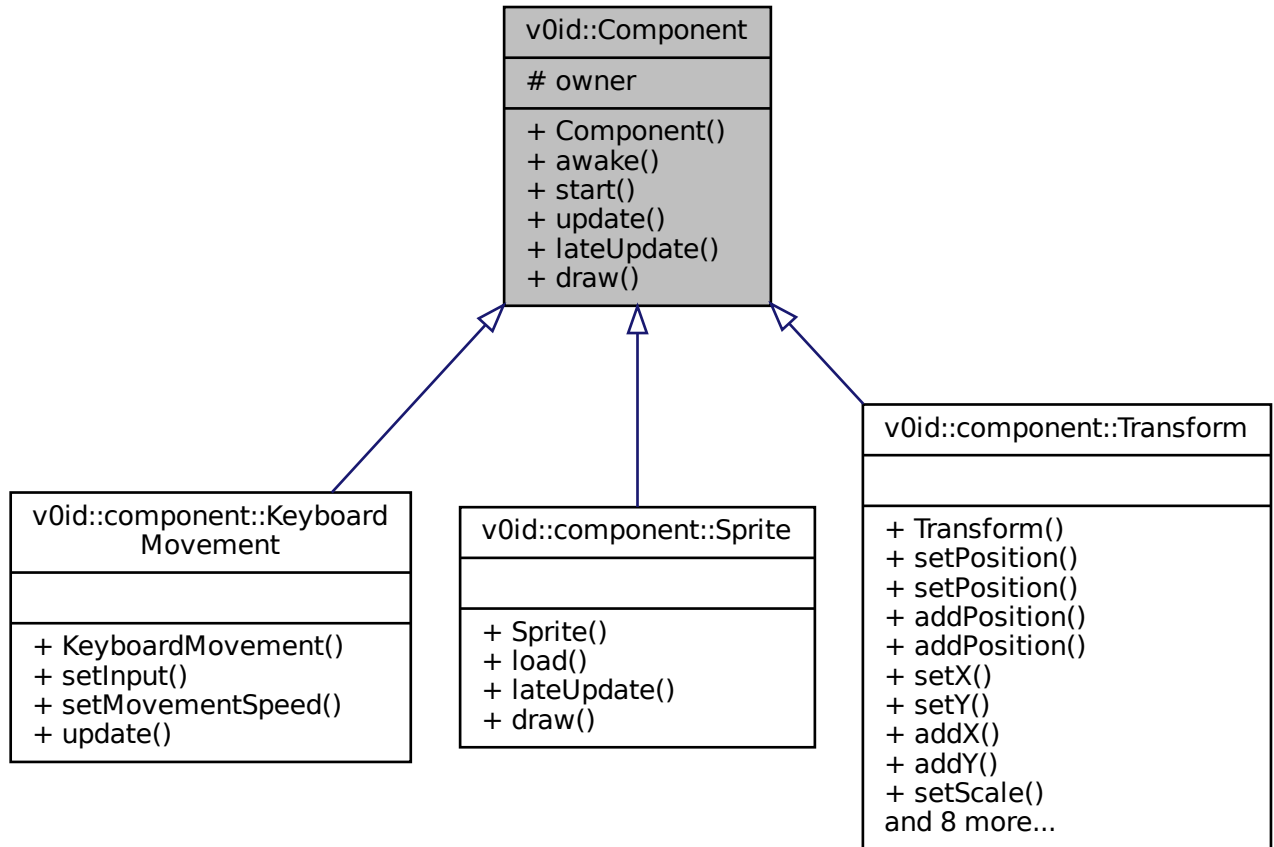 v0id::Component
# owner
+ Component()
+ awake()
+ start()
+ update()
+ lateUpdate()
+ draw()
v0id::component::Keyboard
Movement
+ KeyboardMovement()
+ setInput()
+ setMovementSpeed()
+ update()
v0id::component::Sprite
+ Sprite()
+ load()
+ lateUpdate()
+ draw()
v0id::component::Transform
+ Transform()
+ setPosition()
+ setPosition()
+ addPosition()
+ addPosition()
+ setX()
+ setY()
+ addX()
+ addY()
+ setScale()
and 8 more...